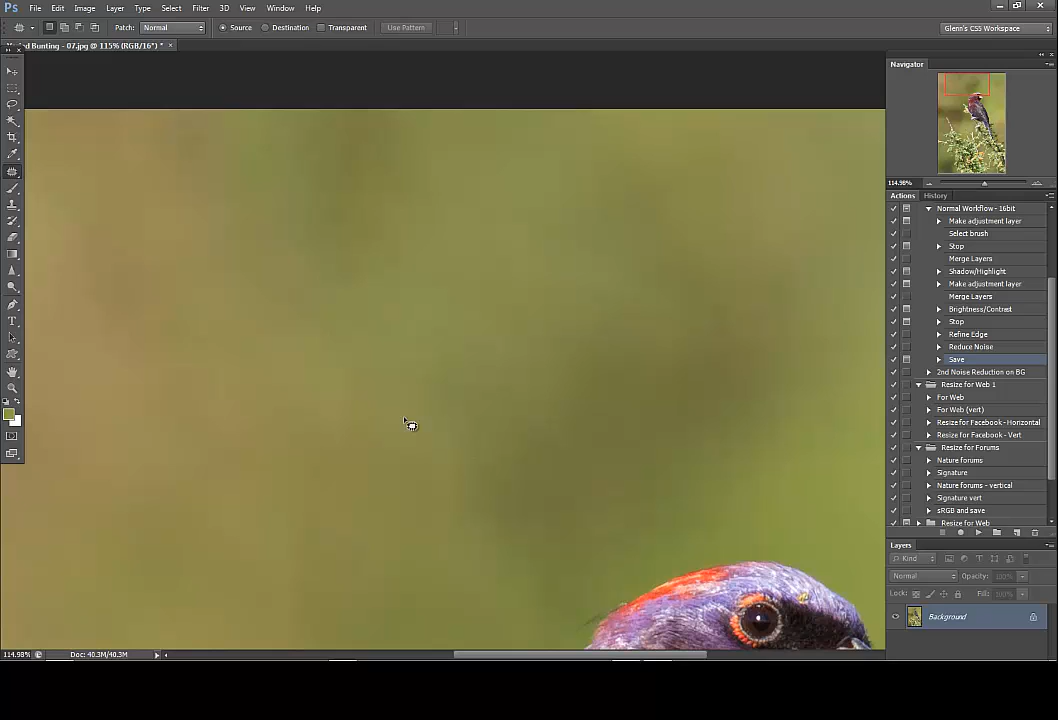 Ps File Edit Image Layer Type Select Filter 3D View Window Help
Patch: Normal Source Destination Transparent Use Pattern Glenn's CS5 Workspace
Bunting - 07.jpg @ 115% (RGB/16*) * ×
Navigator
114.98%
Actions History
Normal Workflow - 16bit
Make adjustment layer
Select brush
Stop
Merge Layers
Shadow/Highlight
Make adjustment layer
Merge Layers
Brightness/Contrast
Stop
Refine Edge
Reduce Noise
Save
2nd Noise Reduction on BG
Resize for Web 1
For Web
For Web (vert)
Resize for Facebook - Horizontal
Resize for Facebook - Vert
Resize for Forums
Nature forums
Signature
Nature forums - vertical
Signature vert
sRGB and save
Resize for Web
Layers
Kind
Normal Opacity: 100%
Lock: Fill: 100%
Background
114.98% Doc: 40.3M/40.3M